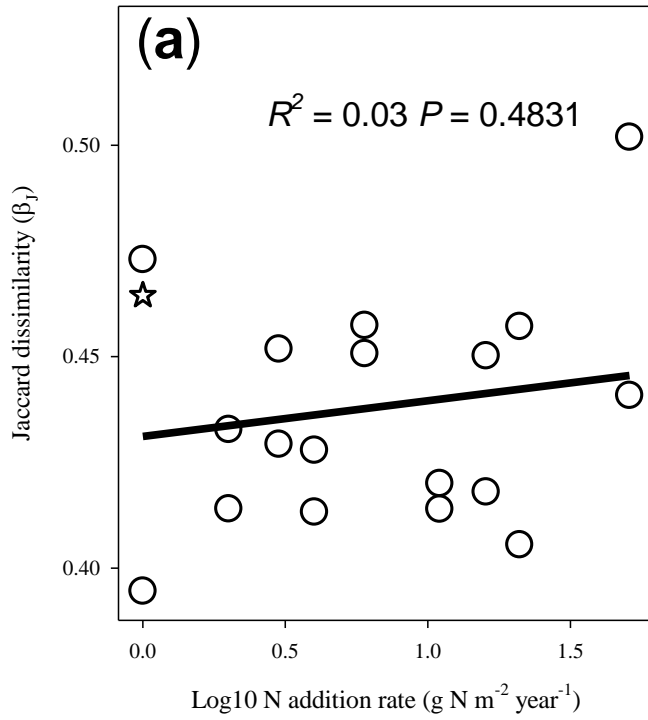 (a)
R² = 0.03 P = 0.4831
Jaccard dissimilarity (βJ)
0.50
0.45
0.40
0.0 0.5 1.0 1.5
Log10 N addition rate (g N m⁻² year⁻¹)